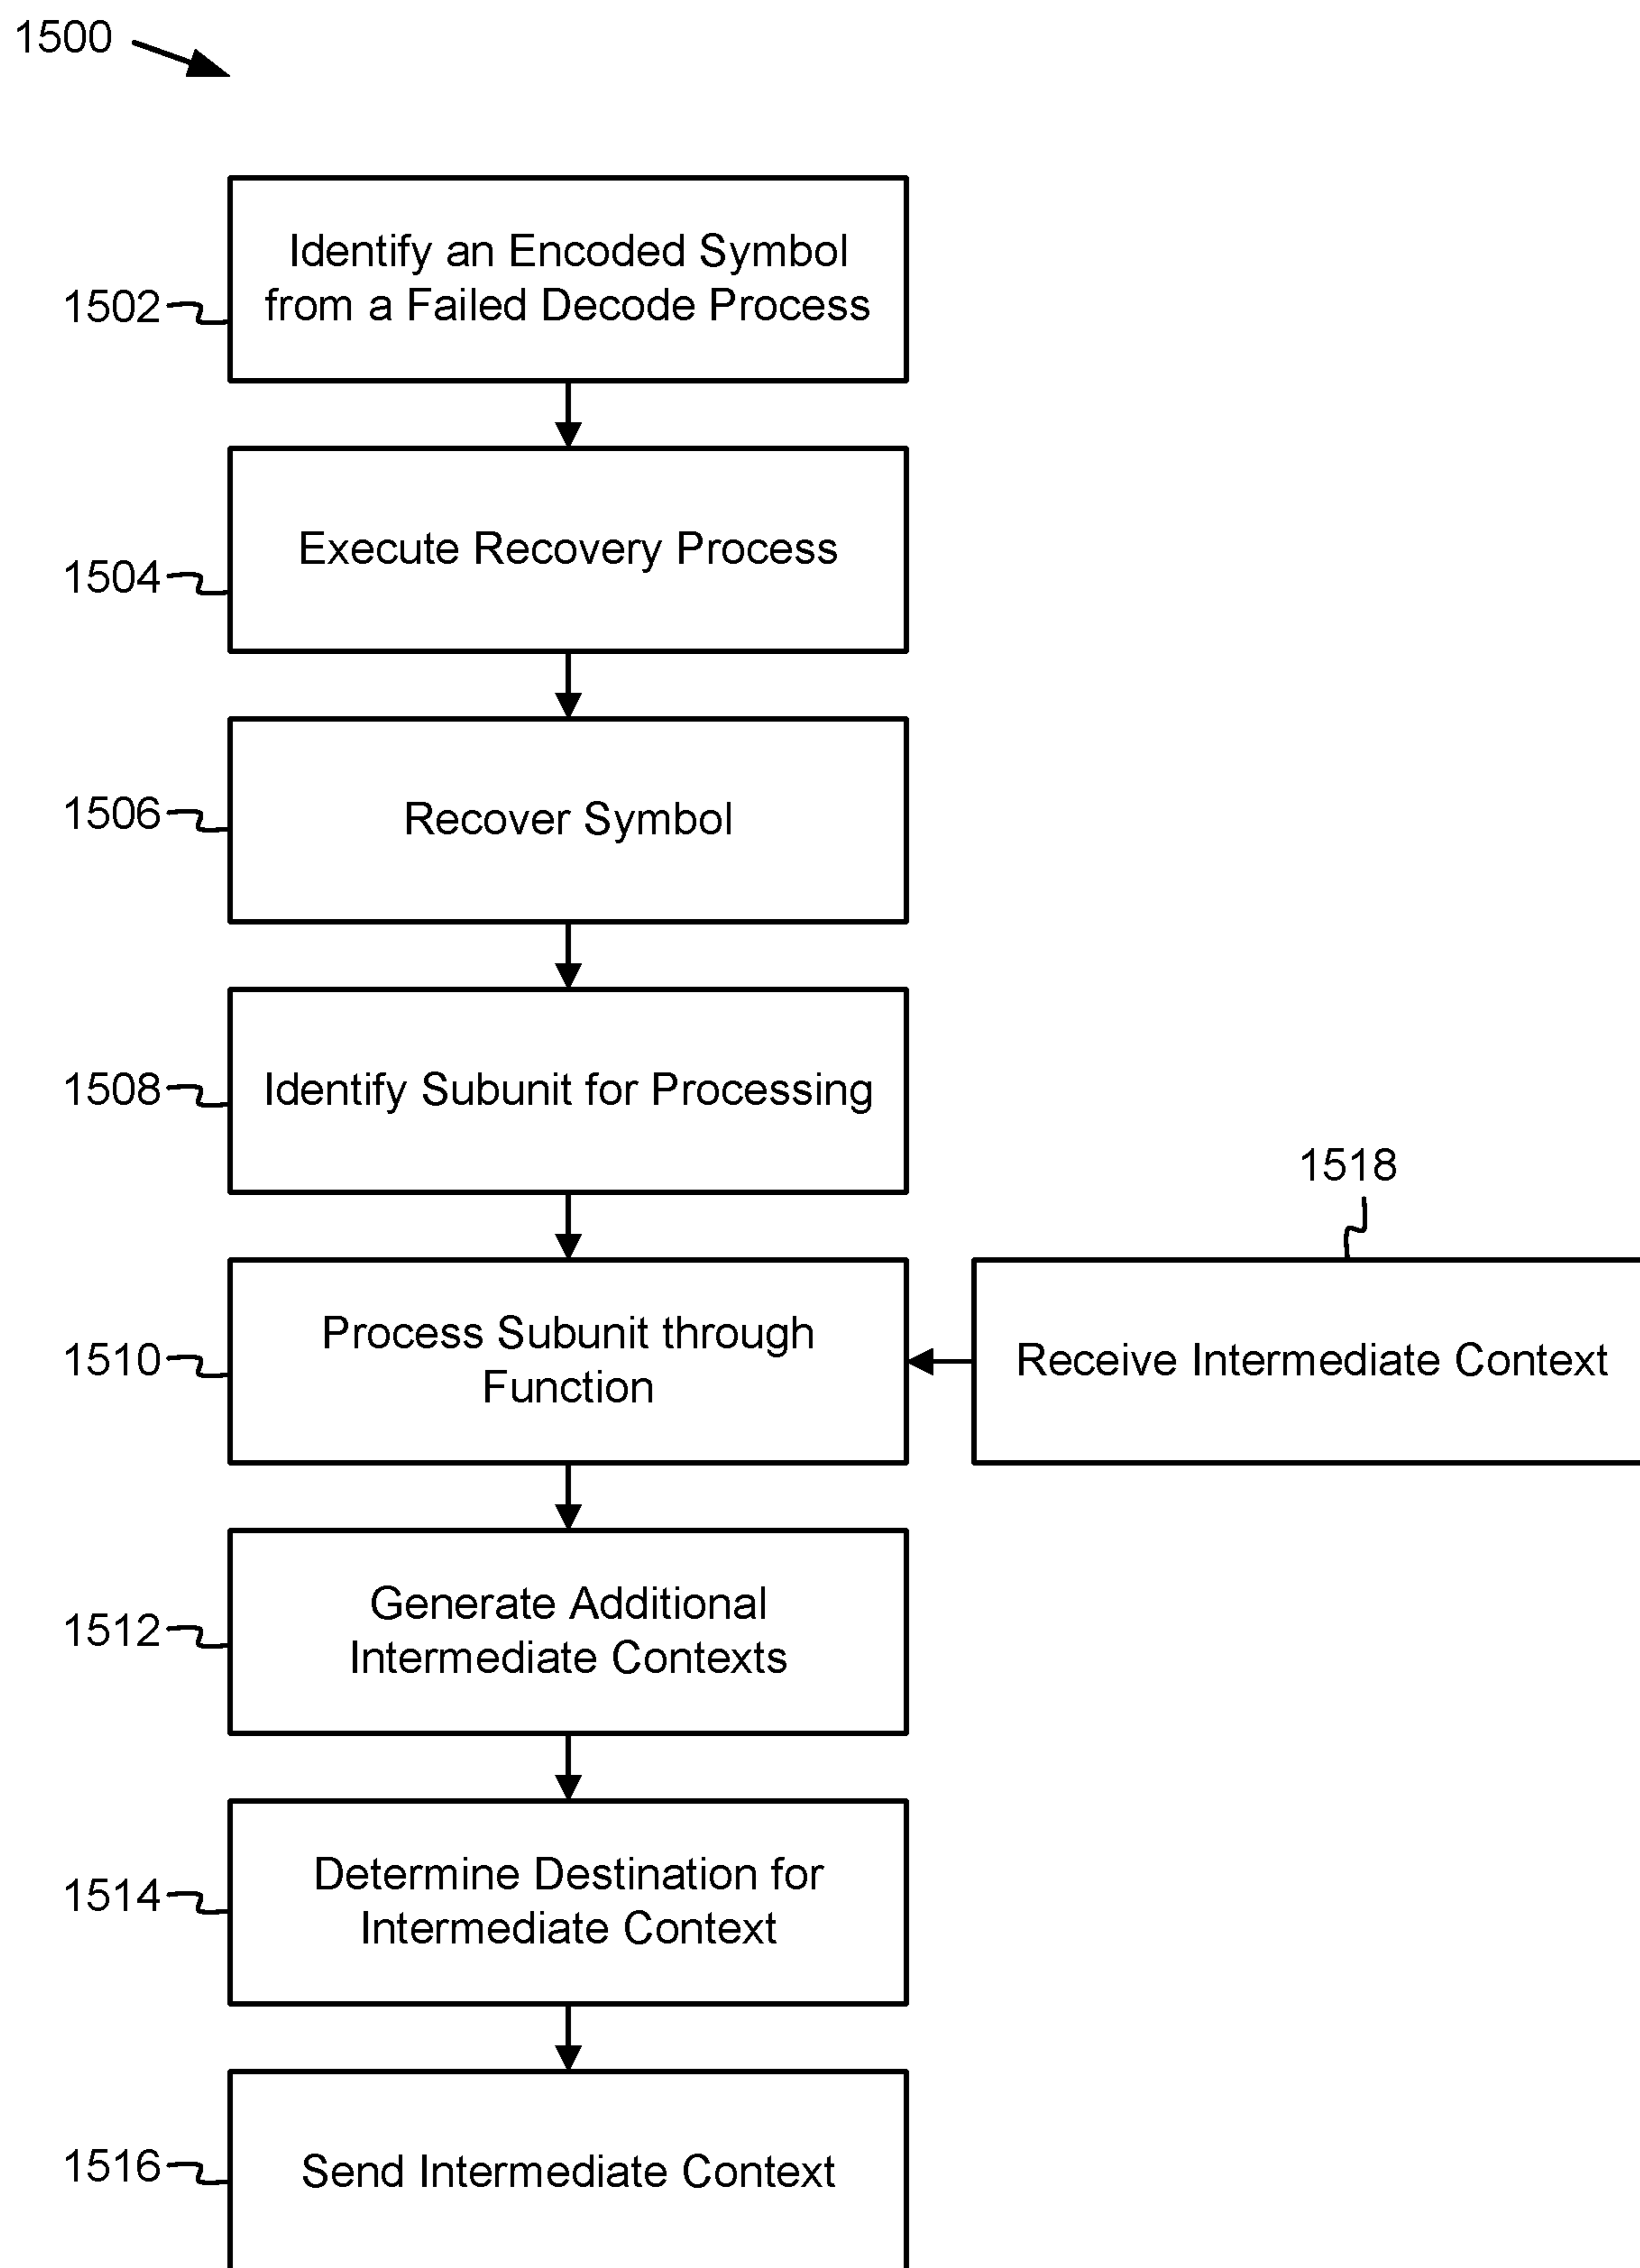 1500
Identify an Encoded Symbol
from a Failed Decode Process
1502
Execute Recovery Process
1504
Recover Symbol
1506
Identify Subunit for Processing
1508
1518
Process Subunit through
Function
1510
Receive Intermediate Context
Generate Additional
Intermediate Contexts
1512
Determine Destination for
Intermediate Context
1514
Send Intermediate Context
1516